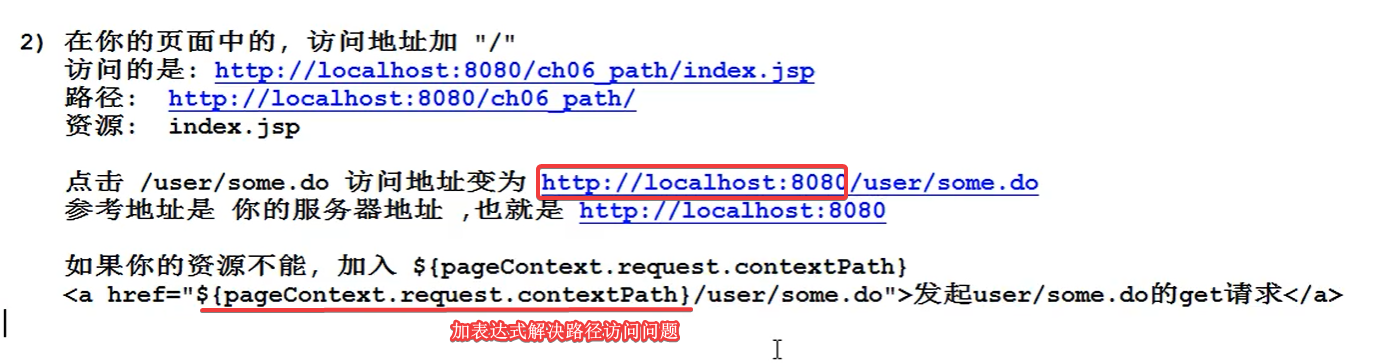 2) 在你的页面中的，访问地址加 "/"
访问的是: http://localhost:8080/ch06_path/index.jsp
路径: http://localhost:8080/ch06_path/
资源: index.jsp
点击 /user/some.do 访问地址变为 http://localhost:8080/user/some.do
参考地址是 你的服务器地址 ,也就是 http://localhost:8080
如果你的资源不能，加入 ${pageContext.request.contextPath}
<a href="${pageContext.request.contextPath}/user/some.do">发起user/some.do的get请求</a>
加表达式解决路径访问问题